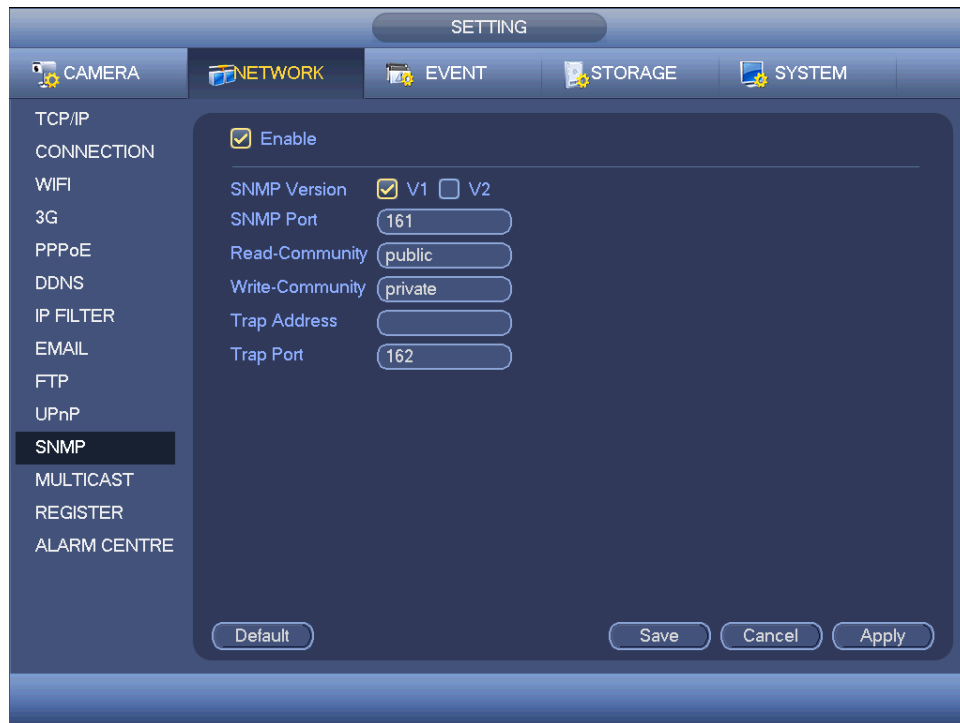 SETTING
CAMERA NETWORK EVENT STORAGE SYSTEM
TCP/IP
CONNECTION
WIFI
3G
PPPoE
DDNS
IP FILTER
EMAIL
FTP
UPnP
SNMP
MULTICAST
REGISTER
ALARM CENTRE
Enable
SNMP Version V1 V2
SNMP Port 161
Read-Community public
Write-Community private
Trap Address
Trap Port 162
Default Save Cancel Apply